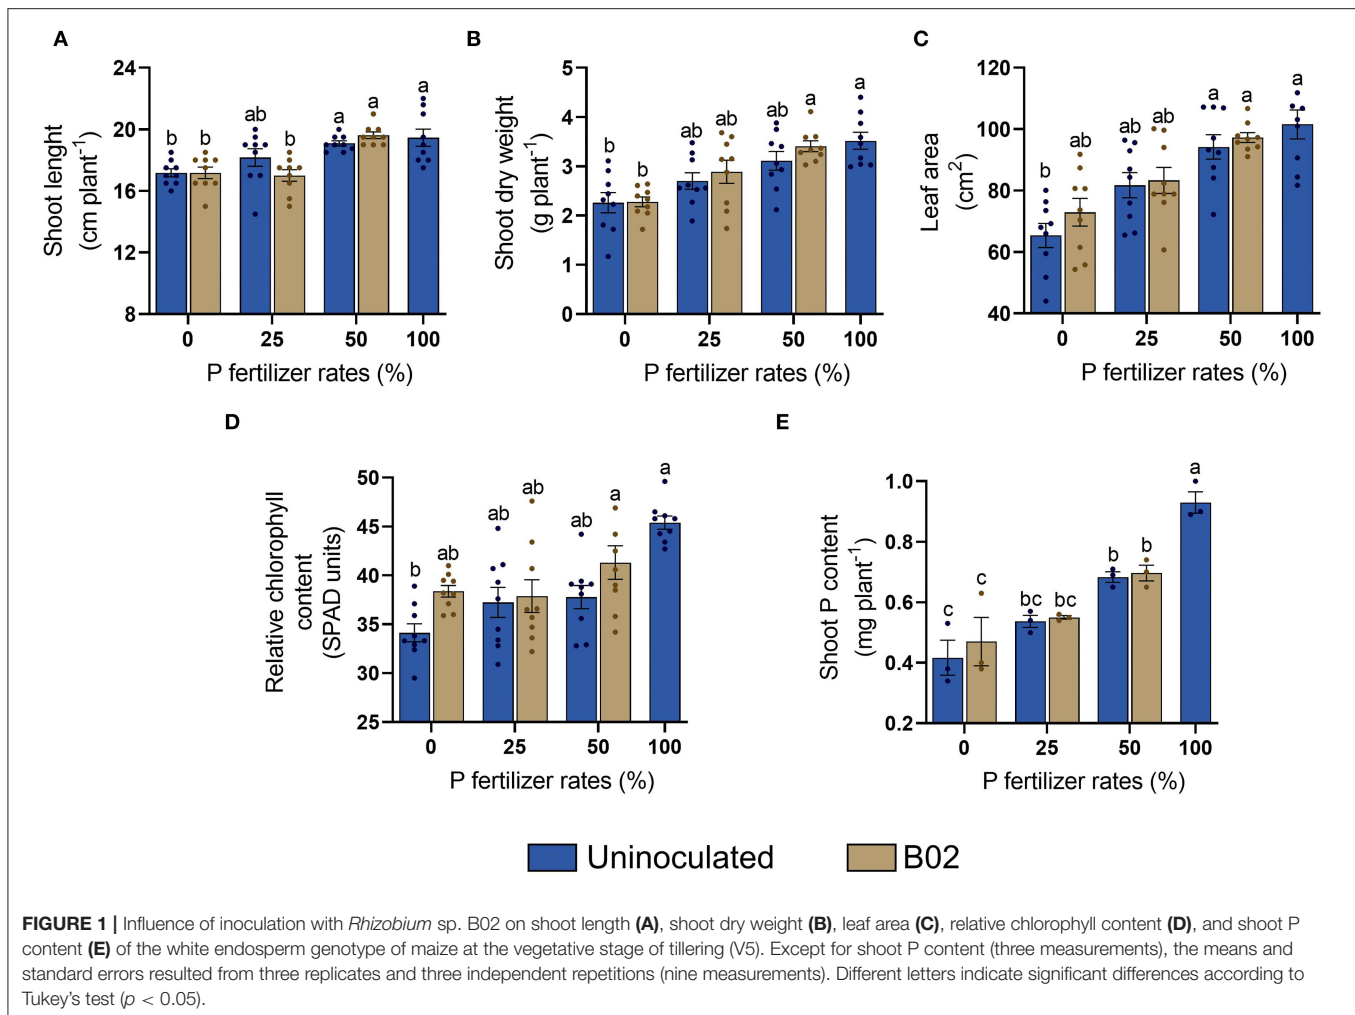 A
B
C
24
20
16
12
8
Shoot lenght
(cm plant⁻¹)
b
b
ab
b
a
a
a
0
25
50
100
P fertilizer rates (%)
5
4
3
2
1
0
Shoot dry weight
(g plant⁻¹)
b
b
ab
ab
ab
a
a
0
25
50
100
P fertilizer rates (%)
120
100
80
60
40
Leaf area
(cm²)
b
ab
ab
ab
a
a
a
0
25
50
100
P fertilizer rates (%)
D
E
50
45
40
35
30
25
Relative chlorophyll
content
(SPAD units)
b
ab
ab
ab
ab
a
a
0
25
50
100
P fertilizer rates (%)
1.0
0.8
0.6
0.4
0.2
Shoot P content
(mg plant⁻¹)
c
c
bc
bc
b
b
a
0
25
50
100
P fertilizer rates (%)
Uninoculated B02
FIGURE 1 | Influence of inoculation with Rhizobium sp. B02 on shoot length (A), shoot dry weight (B), leaf area (C), relative chlorophyll content (D), and shoot P
content (E) of the white endosperm genotype of maize at the vegetative stage of tillering (V5). Except for shoot P content (three measurements), the means and
standard errors resulted from three replicates and three independent repetitions (nine measurements). Different letters indicate significant differences according to
Tukey's test (p < 0.05).